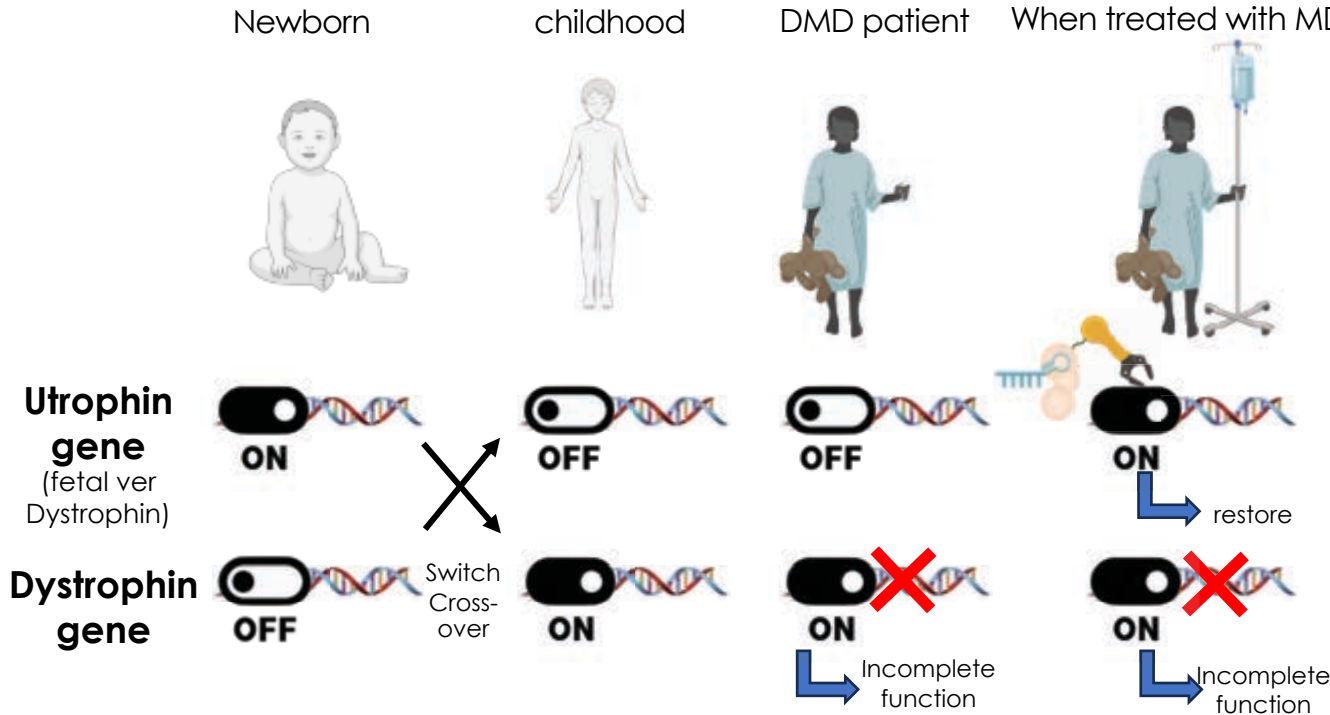 Newborn
childhood
DMD patient
When treated with MD
Utrophin
gene
(fetal ver
Dystrophin)
ON
OFF
OFF
ON
restore
Dystrophin
gene
OFF
Switch
Cross-
over
ON
ON
ON
Incomplete
function
Incomplete
function